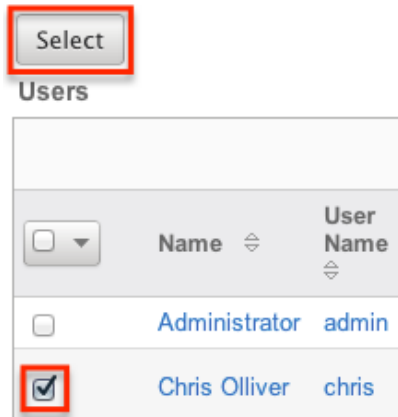 Select
Users
Name User Name
Administrator admin
Chris Olliver chris